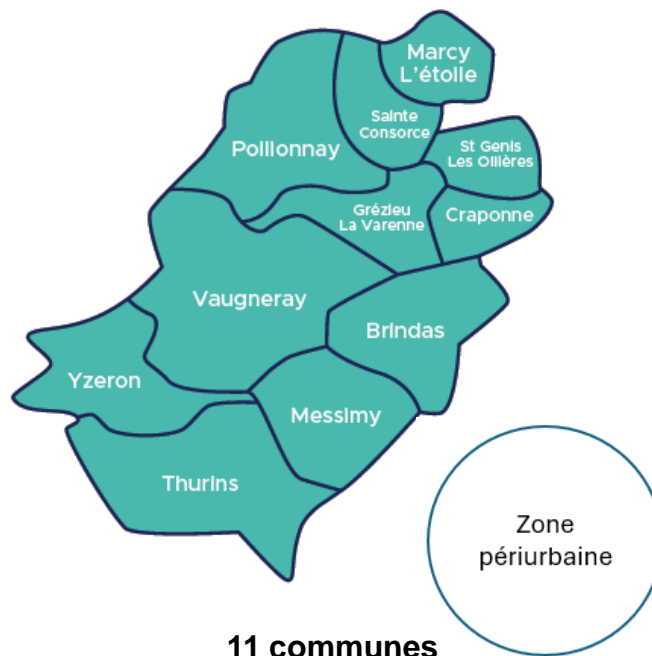 Marcy
L'étoile
Sainte
Consorce
Pollionnay
St Genis
Les Ollières
Grézieu
La Varenne
Craponne
Vaugneray
Brindas
Yzeron
Messimy
Thurins
Zone
périurbaine
11 communes